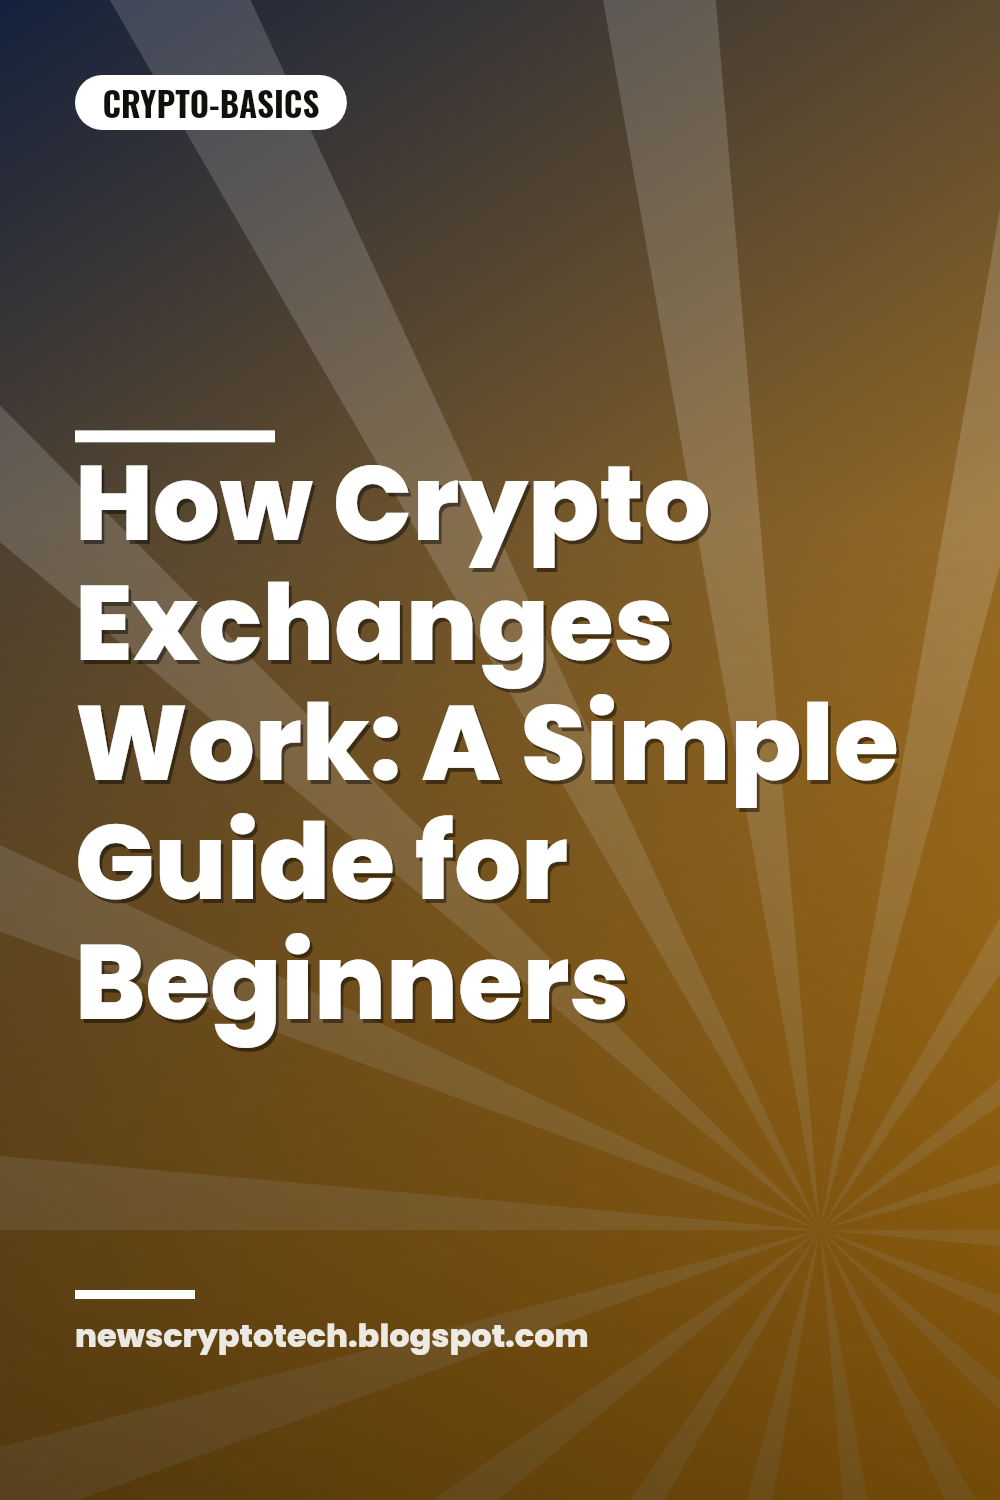 CRYPTO-BASICS
How Crypto
Exchanges
Work: A Simple
Guide for
Beginners
newscryptotech.blogspot.com